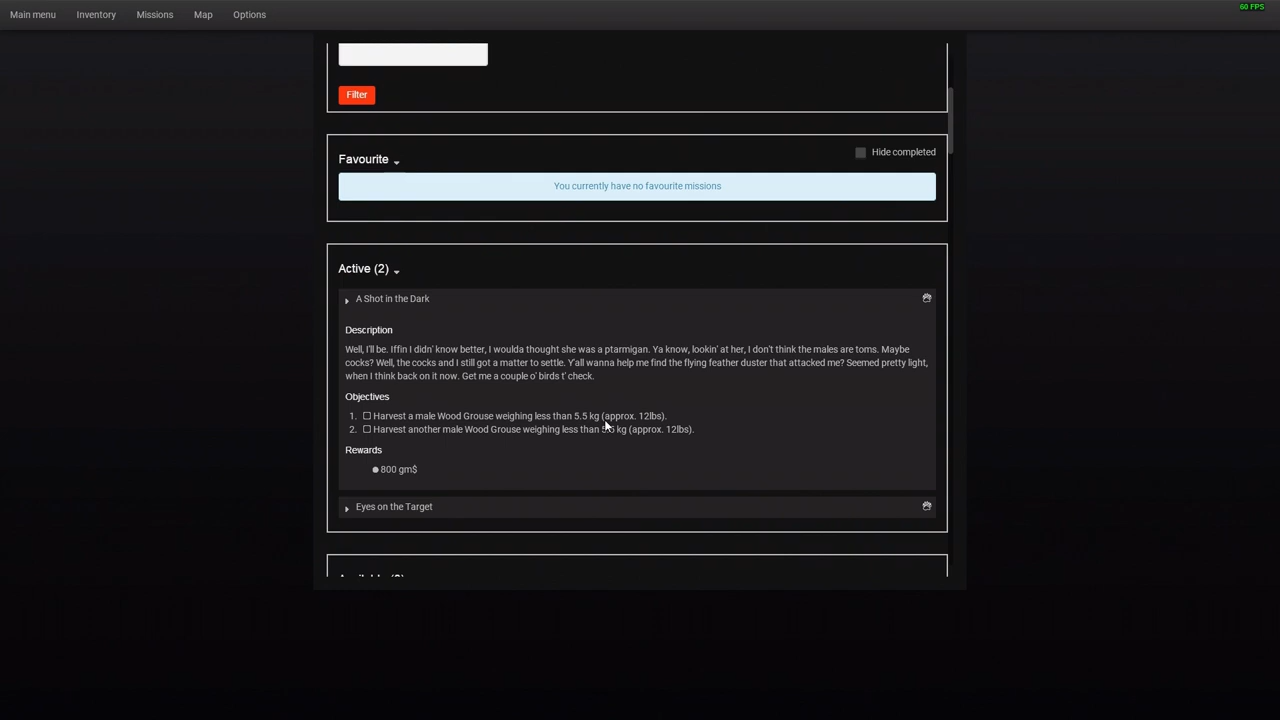 Main menu Inventory Missions Map Options
60 FPS
Filter
Hide completed
Favourite
You currently have no favourite missions
Active (2)
A Shot in the Dark
Description
Well, I'll be. Iffin I didn' know better, I woulda thought she was a ptarmigan. Ya know, lookin' at her, I don't think the males are toms. Maybe
cocks? Well, the cocks and I still got a matter to settle. Y'all wanna help me find the flying feather duster that attacked me? Seemed pretty light,
when I think back on it now. Get me a couple o' birds t' check.
Objectives
1. Harvest a male Wood Grouse weighing less than 5.5 kg (approx. 12lbs).
2. Harvest another male Wood Grouse weighing less than 5.5 kg (approx. 12lbs).
Rewards
800 gm$
Eyes on the Target